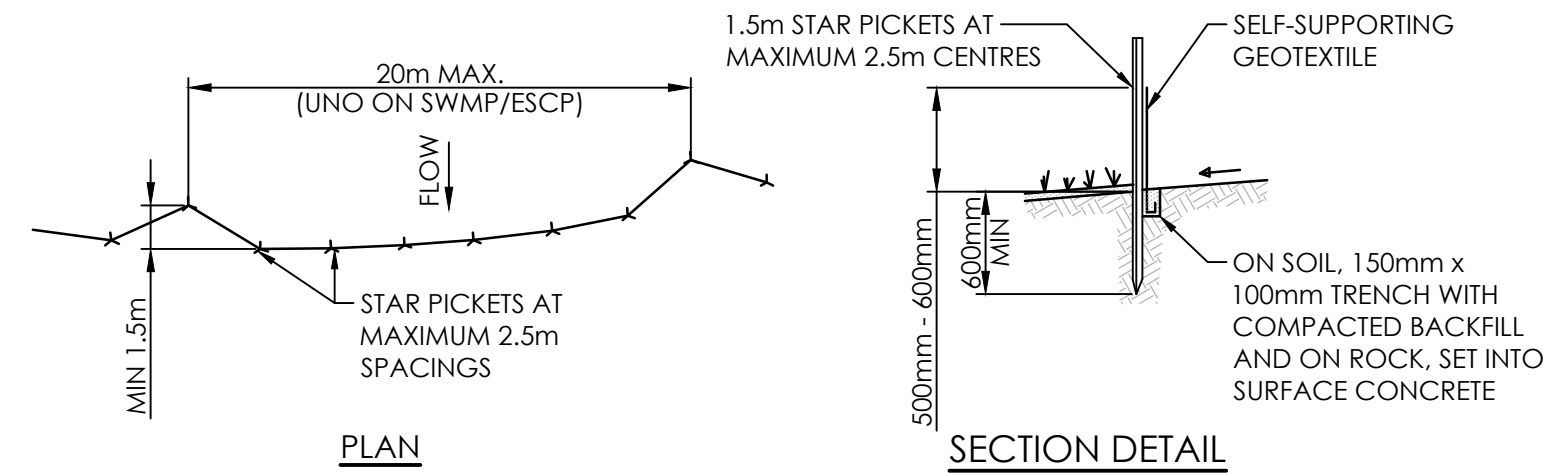 20m MAX.
(UNO ON SWMP/ESCP)
FLOW
MIN 1.5m
STAR PICKETS AT
MAXIMUM 2.5m
SPACINGS
PLAN
1.5m STAR PICKETS AT
MAXIMUM 2.5m CENTRES
SELF-SUPPORTING
GEOTEXTILE
500mm - 600mm
600mm
MIN
ON SOIL, 150mm x
100mm TRENCH WITH
COMPACTED BACKFILL
AND ON ROCK, SET INTO
SURFACE CONCRETE
SECTION DETAIL